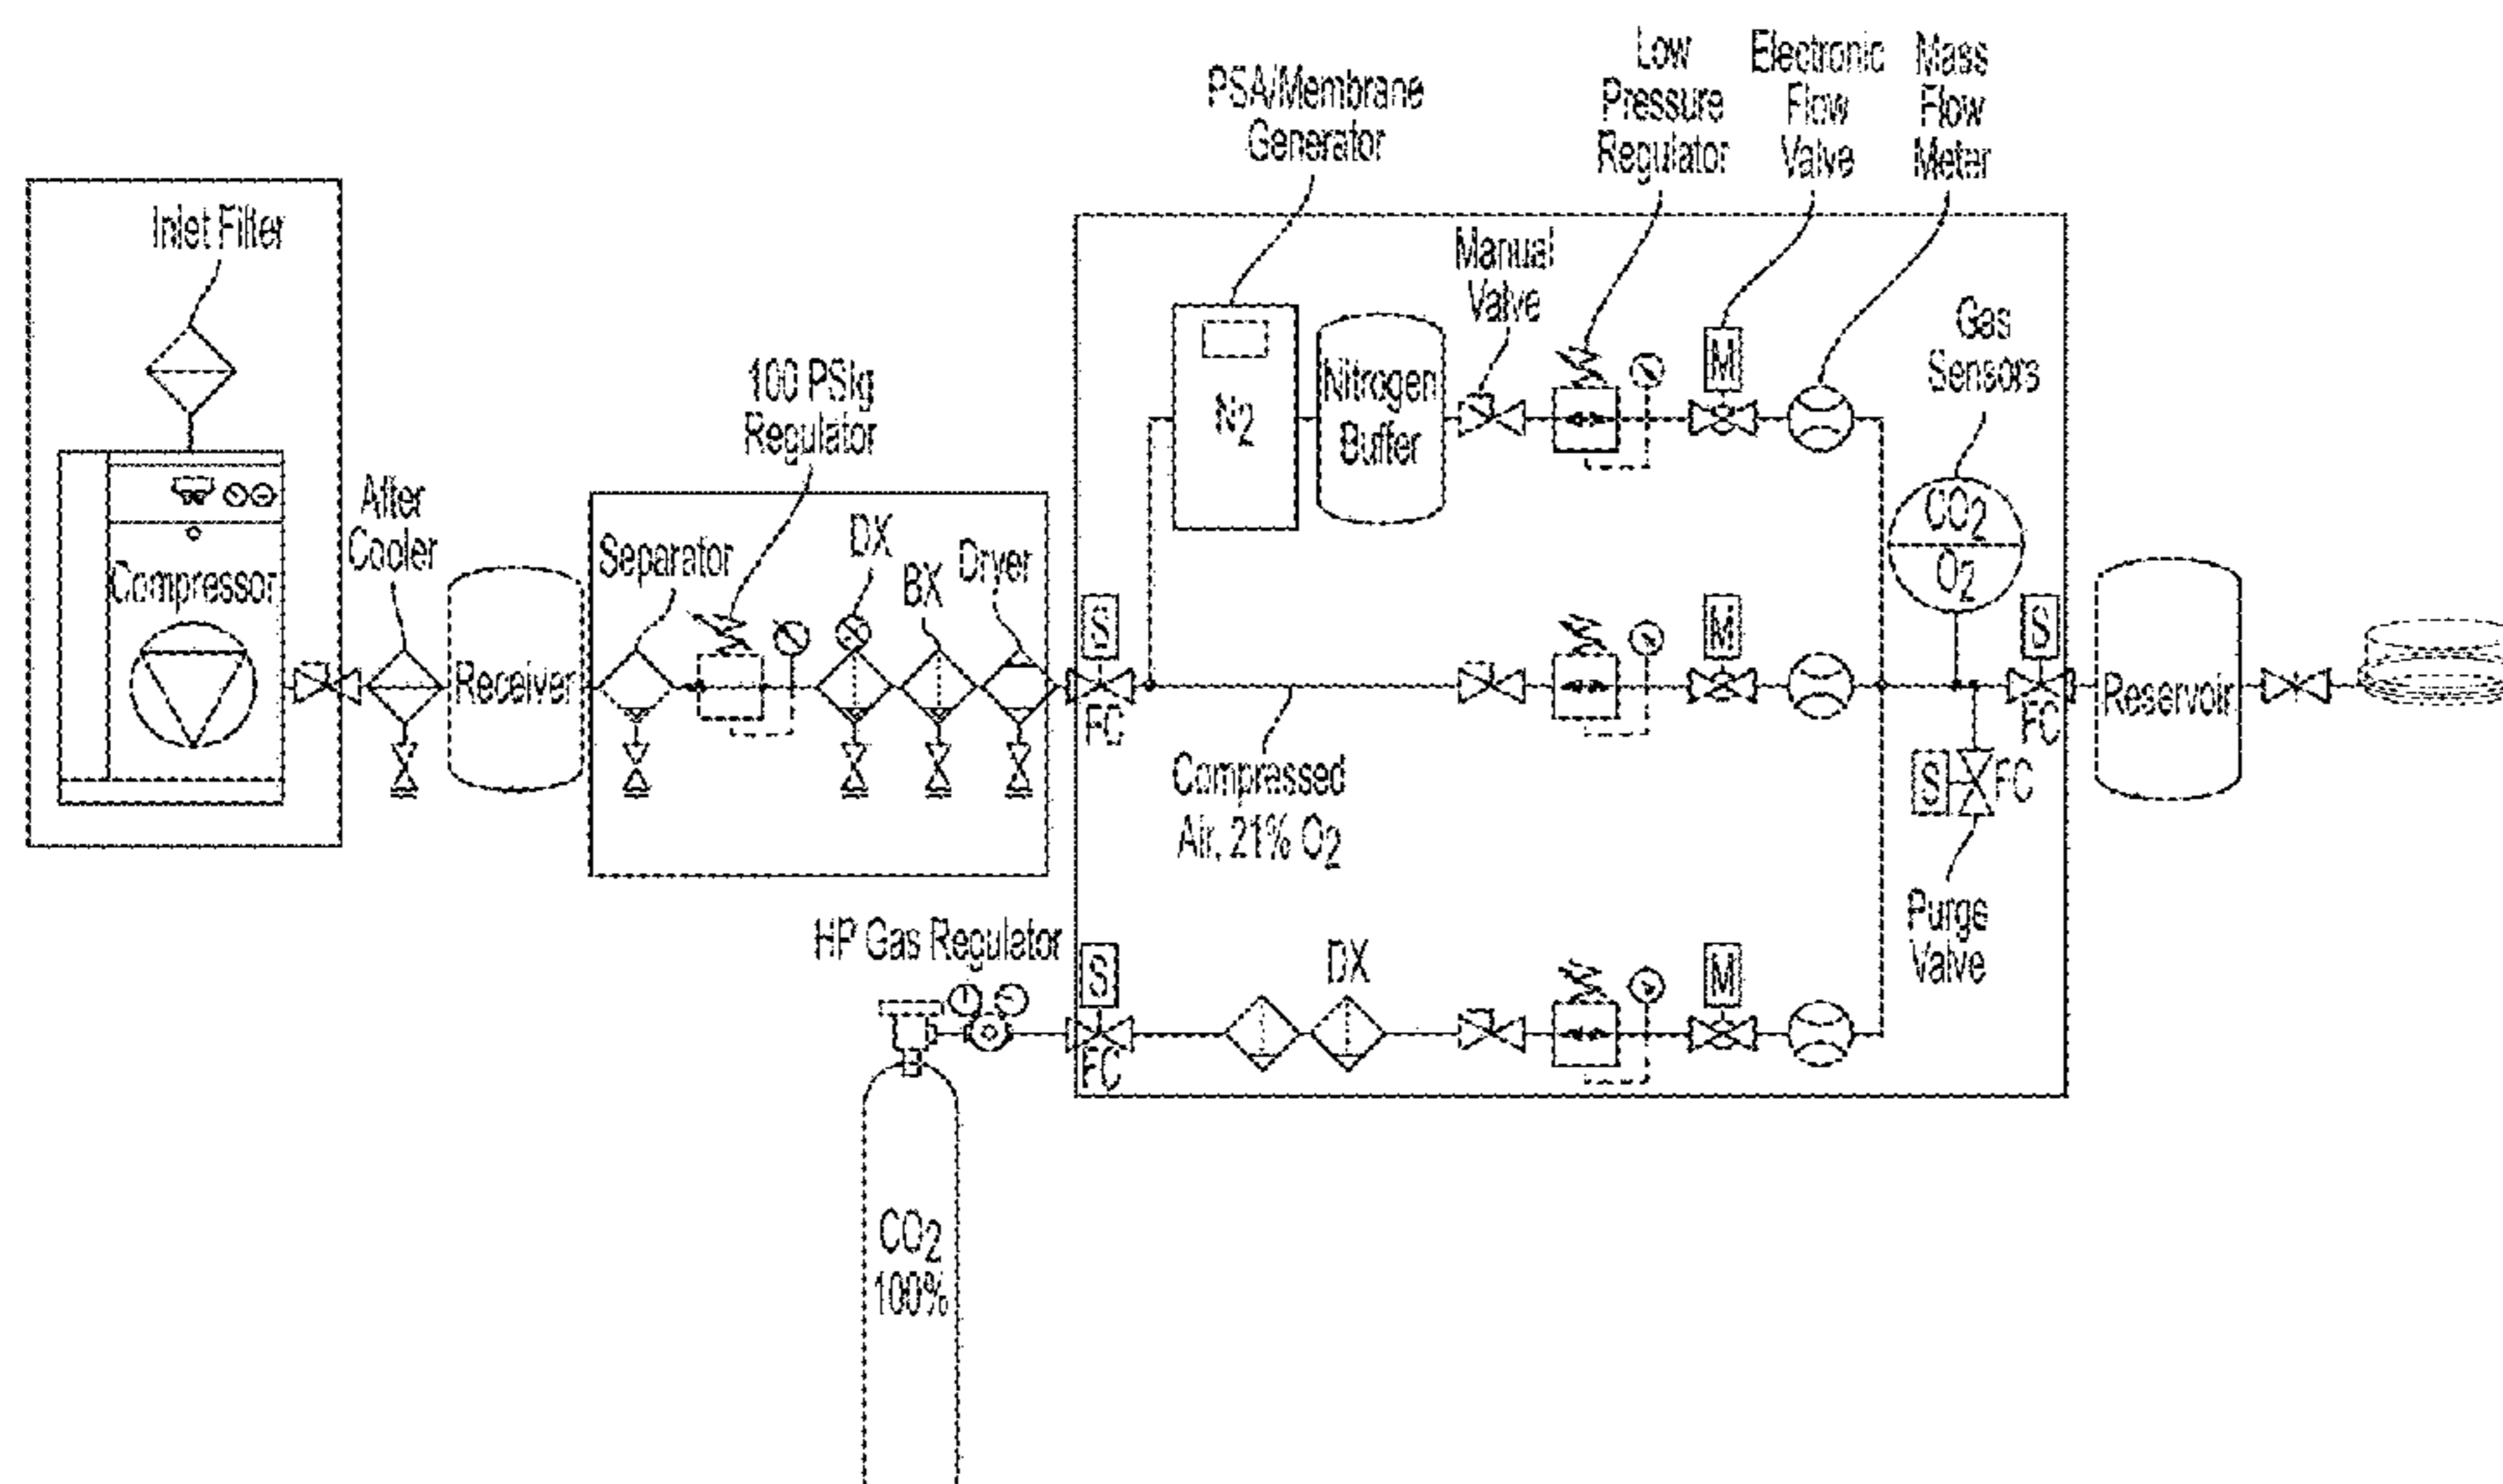 Inlet Filter
Compressor
After
Cooler
Receiver
Separator
100 PSIg
Regulator
DX
BX
Dryer
S
FC
PSA/Membrane
Generator
N2
Nitrogen
Buffer
Manual
Valve
Low
Pressure
Regulator
Electronic
Flow
Valve
Mass
Flow
Meter
M
Gas
Sensors
CO2
O2
M
S
FC
Reservoir
Compressed
Air, 21% O2
S
FC
Purge
Valve
HP Gas Regulator
S
FC
DX
M
CO2
100%